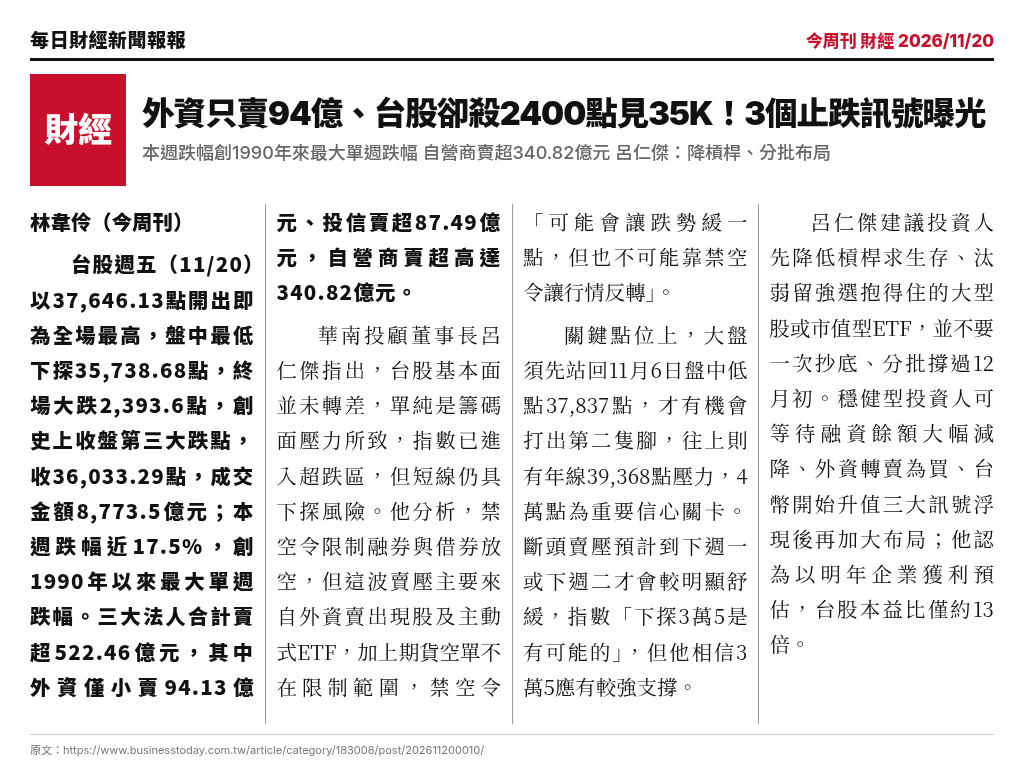 每日財經新聞報報
今周刊 財經 2026/11/20
財經
外資只賣94億、台股卻殺2400點見35K！3個止跌訊號曝光
本週跌幅創1990年來最大單週跌幅 自營商賣超340.82億元 呂仁傑：降槓桿、分批布局
林韋伶（今周刊）
台股週五（11/20）
以37,646.13點開出即
為全場最高，盤中最低
下探35,738.68點，終
場大跌2,393.6點，創
史上收盤第三大跌點，
收36,033.29點，成交
金額8,773.5億元；本
週跌幅近17.5%，創
1990年以來最大單週
跌幅。三大法人合計賣
超522.46億元，其中
外資僅小賣94.13億
元、投信賣超87.49億
元，自營商賣超高達
340.82億元。
華南投顧董事長呂
仁傑指出，台股基本面
並未轉差，單純是籌碼
面壓力所致，指數已進
入超跌區，但短線仍具
下探風險。他分析，禁
空令限制融券與借券放
空，但這波賣壓主要來
自外資賣出現股及主動
式ETF，加上期貨空單不
在限制範圍，禁空令
「可能會讓跌勢緩一
點，但也不可能靠禁空
令讓行情反轉」。
關鍵點位上，大盤
須先站回11月6日盤中低
點37,837點，才有機會
打出第二隻腳，往上則
有年線39,368點壓力，4
萬點為重要信心關卡。
斷頭賣壓預計到下週一
或下週二才會較明顯舒
緩，指數「下探3萬5是
有可能的」，但他相信3
萬5應有較強支撐。
呂仁傑建議投資人
先降低槓桿求生存、汰
弱留強選抱得住的大型
股或市值型ETF，並不要
一次抄底、分批撐過12
月初。穩健型投資人可
等待融資餘額大幅減
降、外資轉賣為買、台
幣開始升值三大訊號浮
現後再加大布局；他認
為以明年企業獲利預
估，台股本益比僅約13
倍。
原文：https://www.businesstoday.com.tw/article/category/183008/post/202611200010/